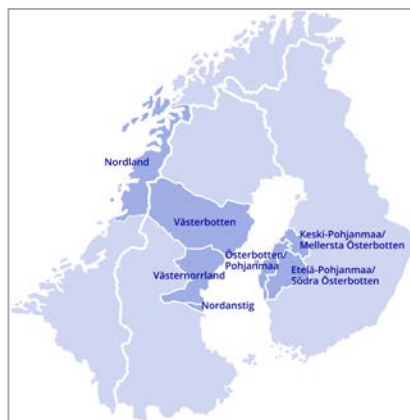 Nordland
Västerbotten
Keski-Pohjanmaa/
Mellersta Österbotten
Österbotten/
Pohjanmaa
Etelä-Pohjanmaa/
Södra Österbotten
Västernorrland
Nordanstig